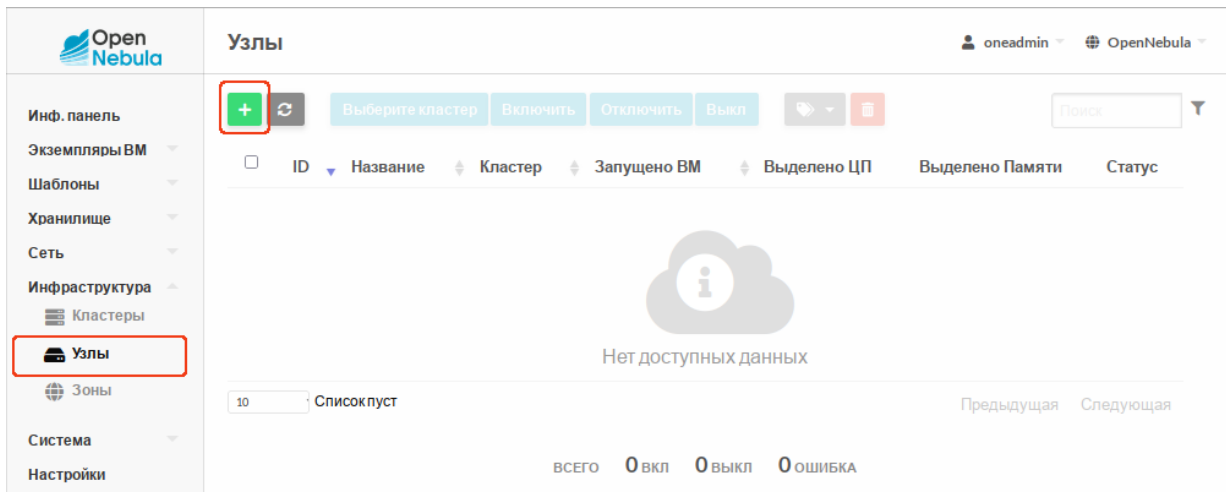 Open Nebula
Узлы
oneadmin
OpenNebula
Выберите кластер Включить Отключить Выкл
Поиск
Инф. панель
Экземпляры ВМ
Шаблоны
Хранилище
Сеть
Инфраструктура
Кластеры
Узлы
Зоны
Система
Настройки
ID Название Кластер Запущено ВМ Выделено ЦП Выделено Памяти Статус
Нет доступных данных
10 Список пуст
Предыдущая Следующая
ВСЕГО 0 ВКЛ 0 ВЫКЛ 0 ОШИБКА